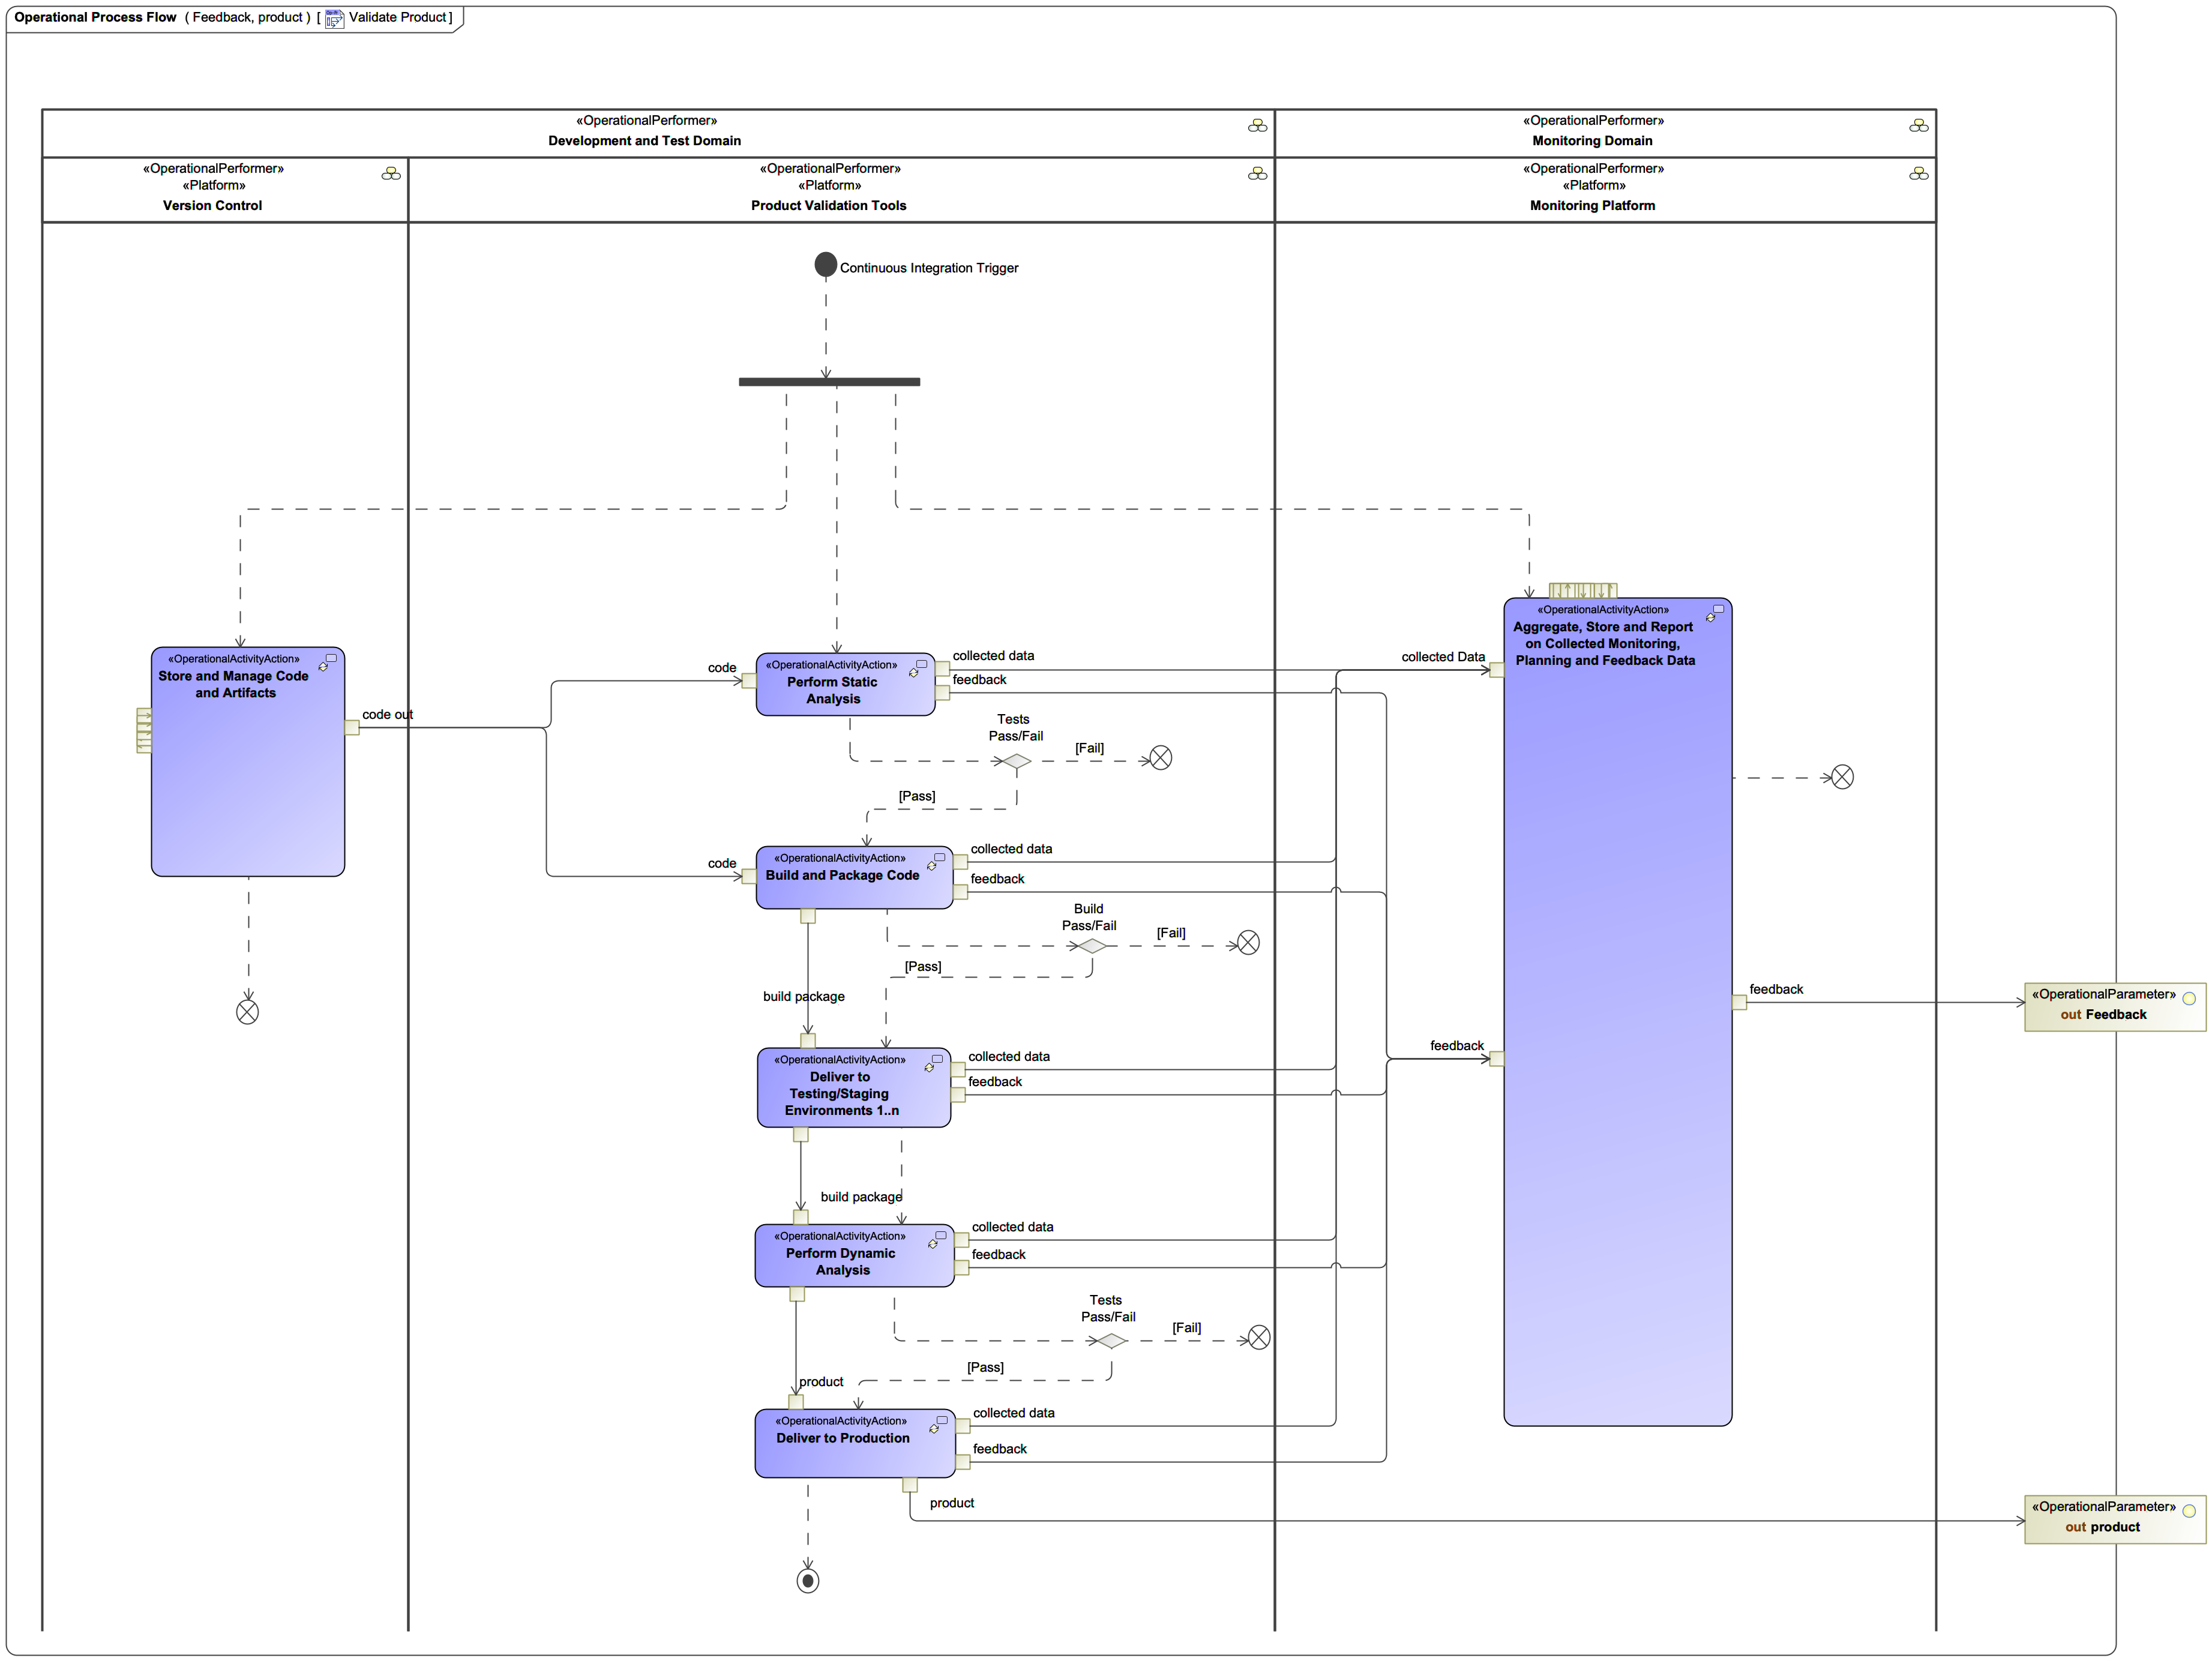 Operational Process Flow ( Feedback, product ) [ Validate Product ]
«OperationalPerformer»
Development and Test Domain
«OperationalPerformer»
Monitoring Domain
«OperationalPerformer»
«Platform»
Version Control
«OperationalPerformer»
«Platform»
Product Validation Tools
«OperationalPerformer»
«Platform»
Monitoring Platform
Continuous Integration Trigger
«OperationalActivityAction»
Store and Manage Code
and Artifacts
code out
code
«OperationalActivityAction»
Perform Static
Analysis
collected data
feedback
Tests
Pass/Fail
[Fail]
[Pass]
code
«OperationalActivityAction»
Build and Package Code
collected data
feedback
Build
Pass/Fail
[Fail]
[Pass]
build package
«OperationalActivityAction»
Deliver to
Testing/Staging
Environments 1..n
collected data
feedback
build package
«OperationalActivityAction»
Perform Dynamic
Analysis
collected data
feedback
Tests
Pass/Fail
[Fail]
[Pass]
product
«OperationalActivityAction»
Deliver to Production
collected data
feedback
product
collected Data
«OperationalActivityAction»
Aggregate, Store and Report
on Collected Monitoring,
Planning and Feedback Data
feedback
feedback
«OperationalParameter»
out Feedback
«OperationalParameter»
out product